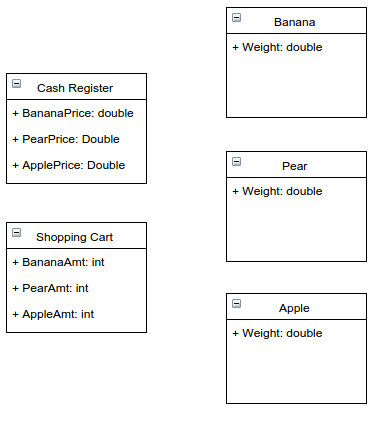 Cash Register
+ BananaPrice: double
+ PearPrice: Double
+ ApplePrice: Double
Shopping Cart
+ BananaAmt: int
+ PearAmt: int
+ AppleAmt: int
Banana
+ Weight: double
Pear
+ Weight: double
Apple
+ Weight: double